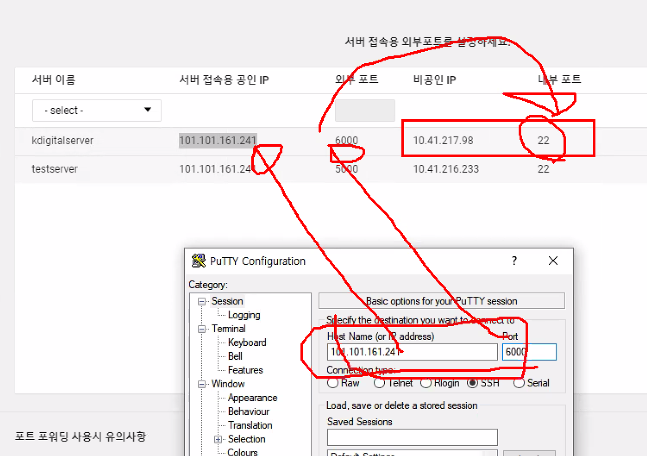 서버 접속용 외부포트를 설정하세요.
서버 이름 서버 접속용 공인 IP 외부 포트 비공인 IP 내부 포트
- select -
kdigitalserver 101.101.161.241 6000 10.41.217.98 22
testserver 101.101.161.24 5000 10.41.216.233 22
PuTTY Configuration ? ×
Category:
Session
Logging
Terminal
Keyboard
Bell
Features
Window
Appearance
Behaviour
Translation
Selection
Colours
Basic options for your PuTTY session
Specify the destination you want to connect to
Host Name (or IP address) Port
101.101.161.241 6000
Connection type:
Raw Telnet Rlogin SSH Serial
Load, save or delete a stored session
Saved Sessions
Default Settings
포트 포워딩 사용시 유의사항